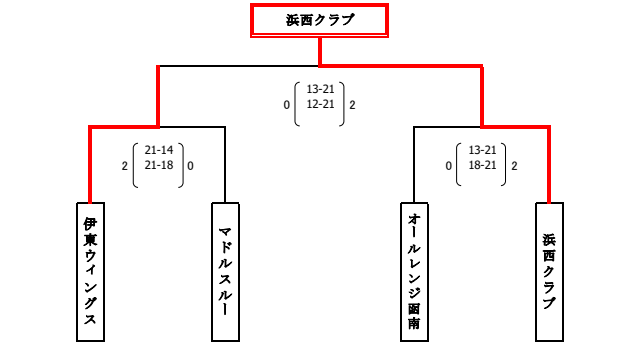 浜西クラブ
13-21
0 12-21 2
21-14
2 21-18 0
13-21
0 18-21 2
伊東ウイングス
マドルスルー
オールレンジ函南
浜西クラブ